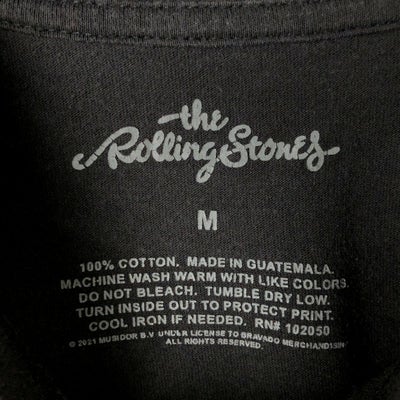 the
Rolling Stones
M
100% COTTON. MADE IN GUATEMALA.
MACHINE WASH WARM WITH LIKE COLORS.
DO NOT BLEACH. TUMBLE DRY LOW.
TURN INSIDE OUT TO PROTECT PRINT.
COOL IRON IF NEEDED. RN# 102050
© 2021 MUSIDOR B.V UNDER LICENSE TO BRAVADO MERCHANDISING
ALL RIGHTS RESERVED.